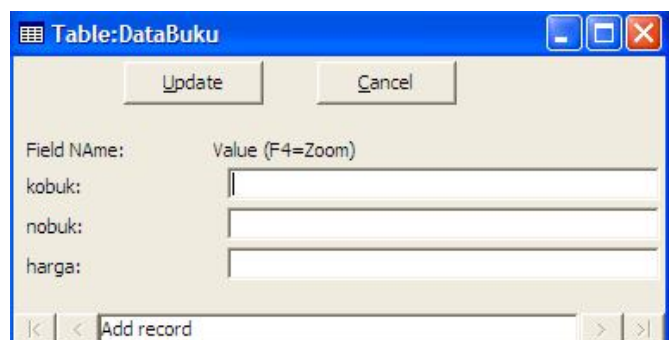 Table:DataBuku
Update Cancel
Field NAme: Value (F4=Zoom)
kobuk:
nobuk:
harga:
Add record